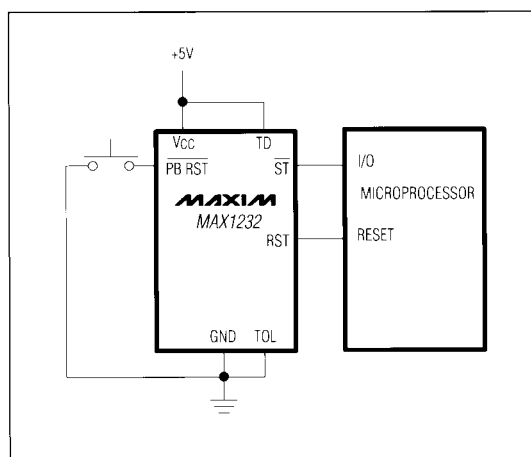 +5V
VCC TD
PB RST ST I/O
MAXIM MICROPROCESSOR
MAX1232
RST RESET
GND TOL